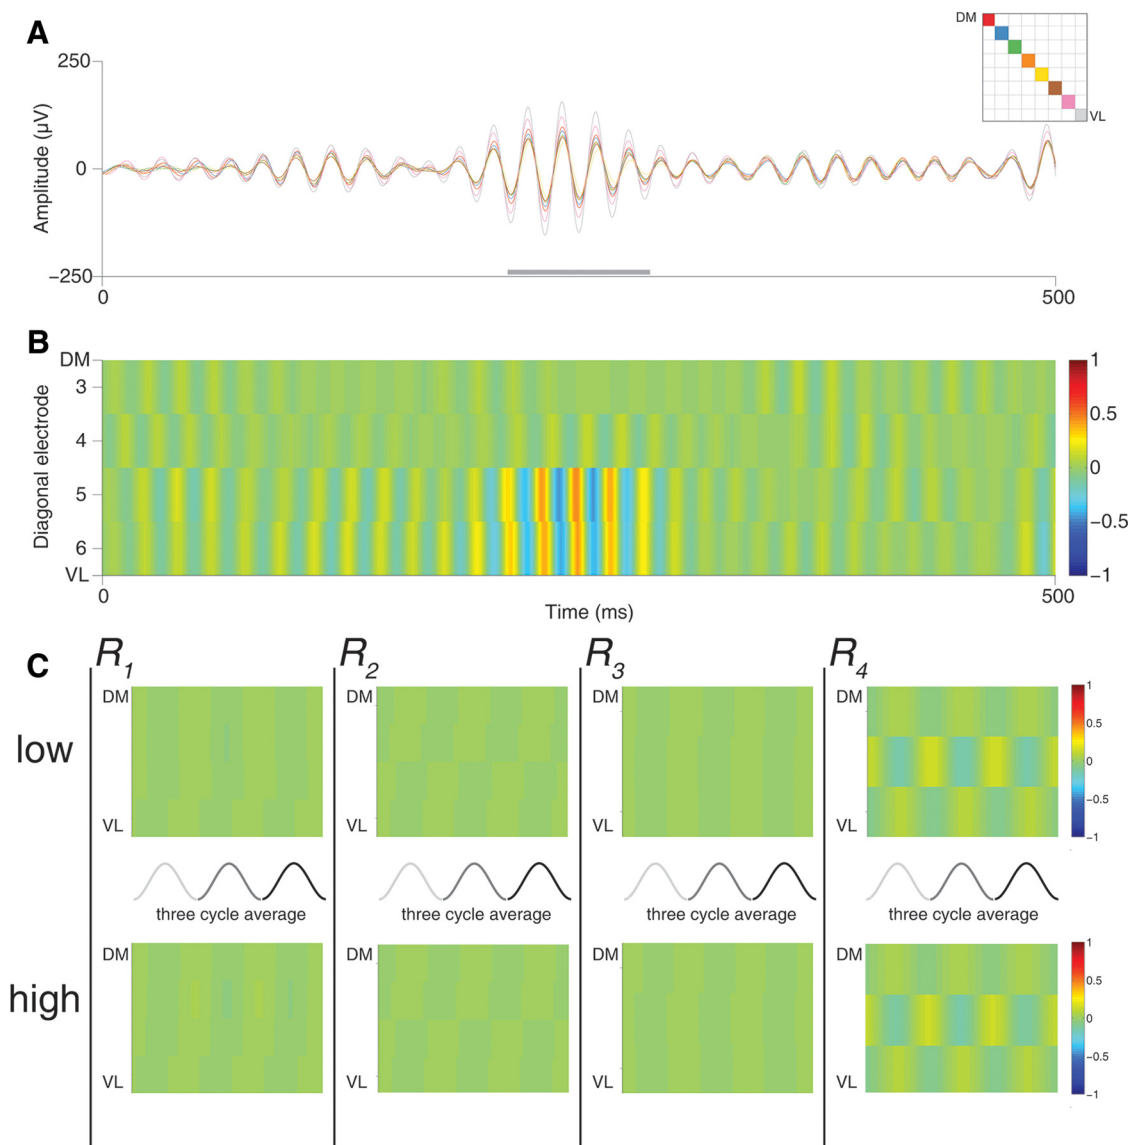 A
DM
VL
250
0
−250
Amplitude (μV)
0
500
B
DM
3
4
5
6
VL
Diagonal electrode
0
500
Time (ms)
1
0.5
0
−0.5
−1
C
R1
R2
R3
R4
low
DM
VL
DM
VL
DM
VL
DM
VL
1
0.5
0
−0.5
−1
three cycle average
three cycle average
three cycle average
three cycle average
high
DM
VL
DM
VL
DM
VL
DM
VL
1
0.5
0
−0.5
−1